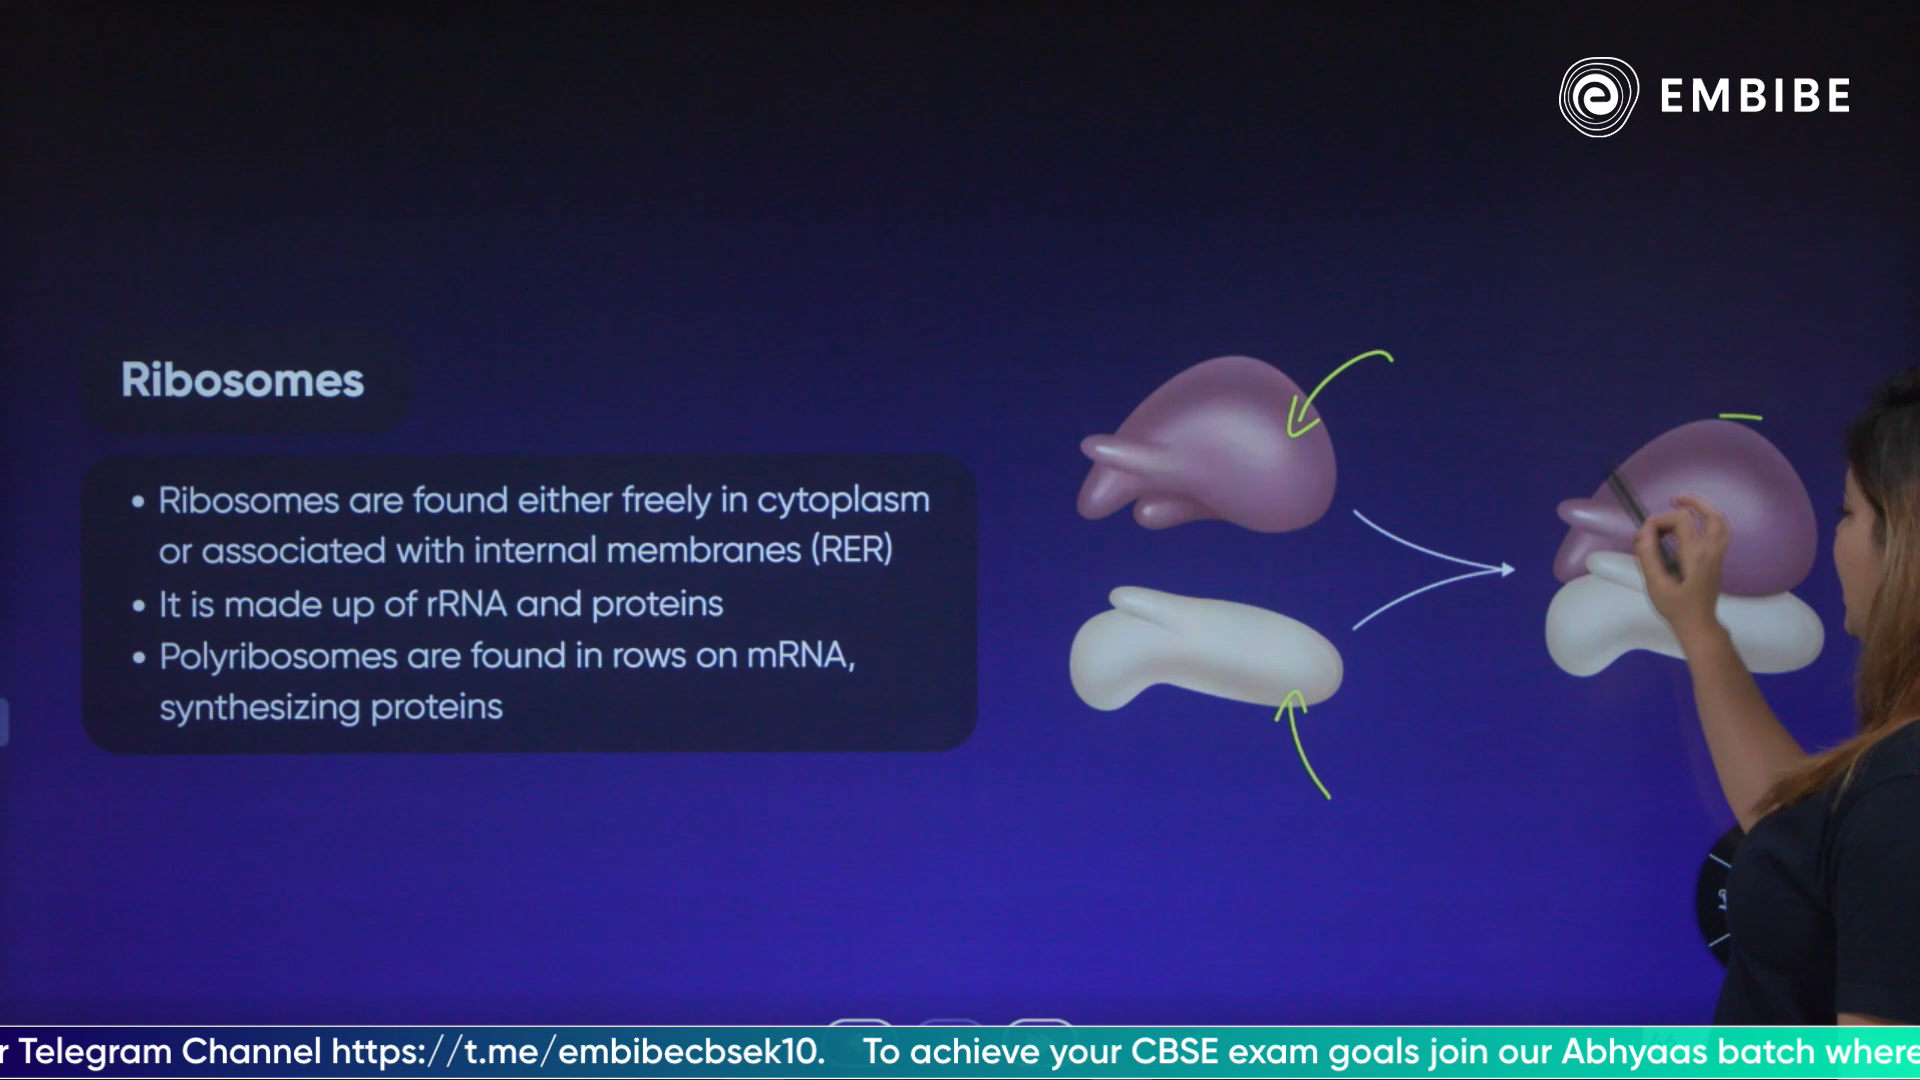 EMBIBE
Ribosomes
• Ribosomes are found either freely in cytoplasm
or associated with internal membranes (RER)
• It is made up of rRNA and proteins
• Polyribosomes are found in rows on mRNA,
synthesizing proteins
r Telegram Channel https://t.me/embibecbsek10. To achieve your CBSE exam goals join our Abhyaas batch where